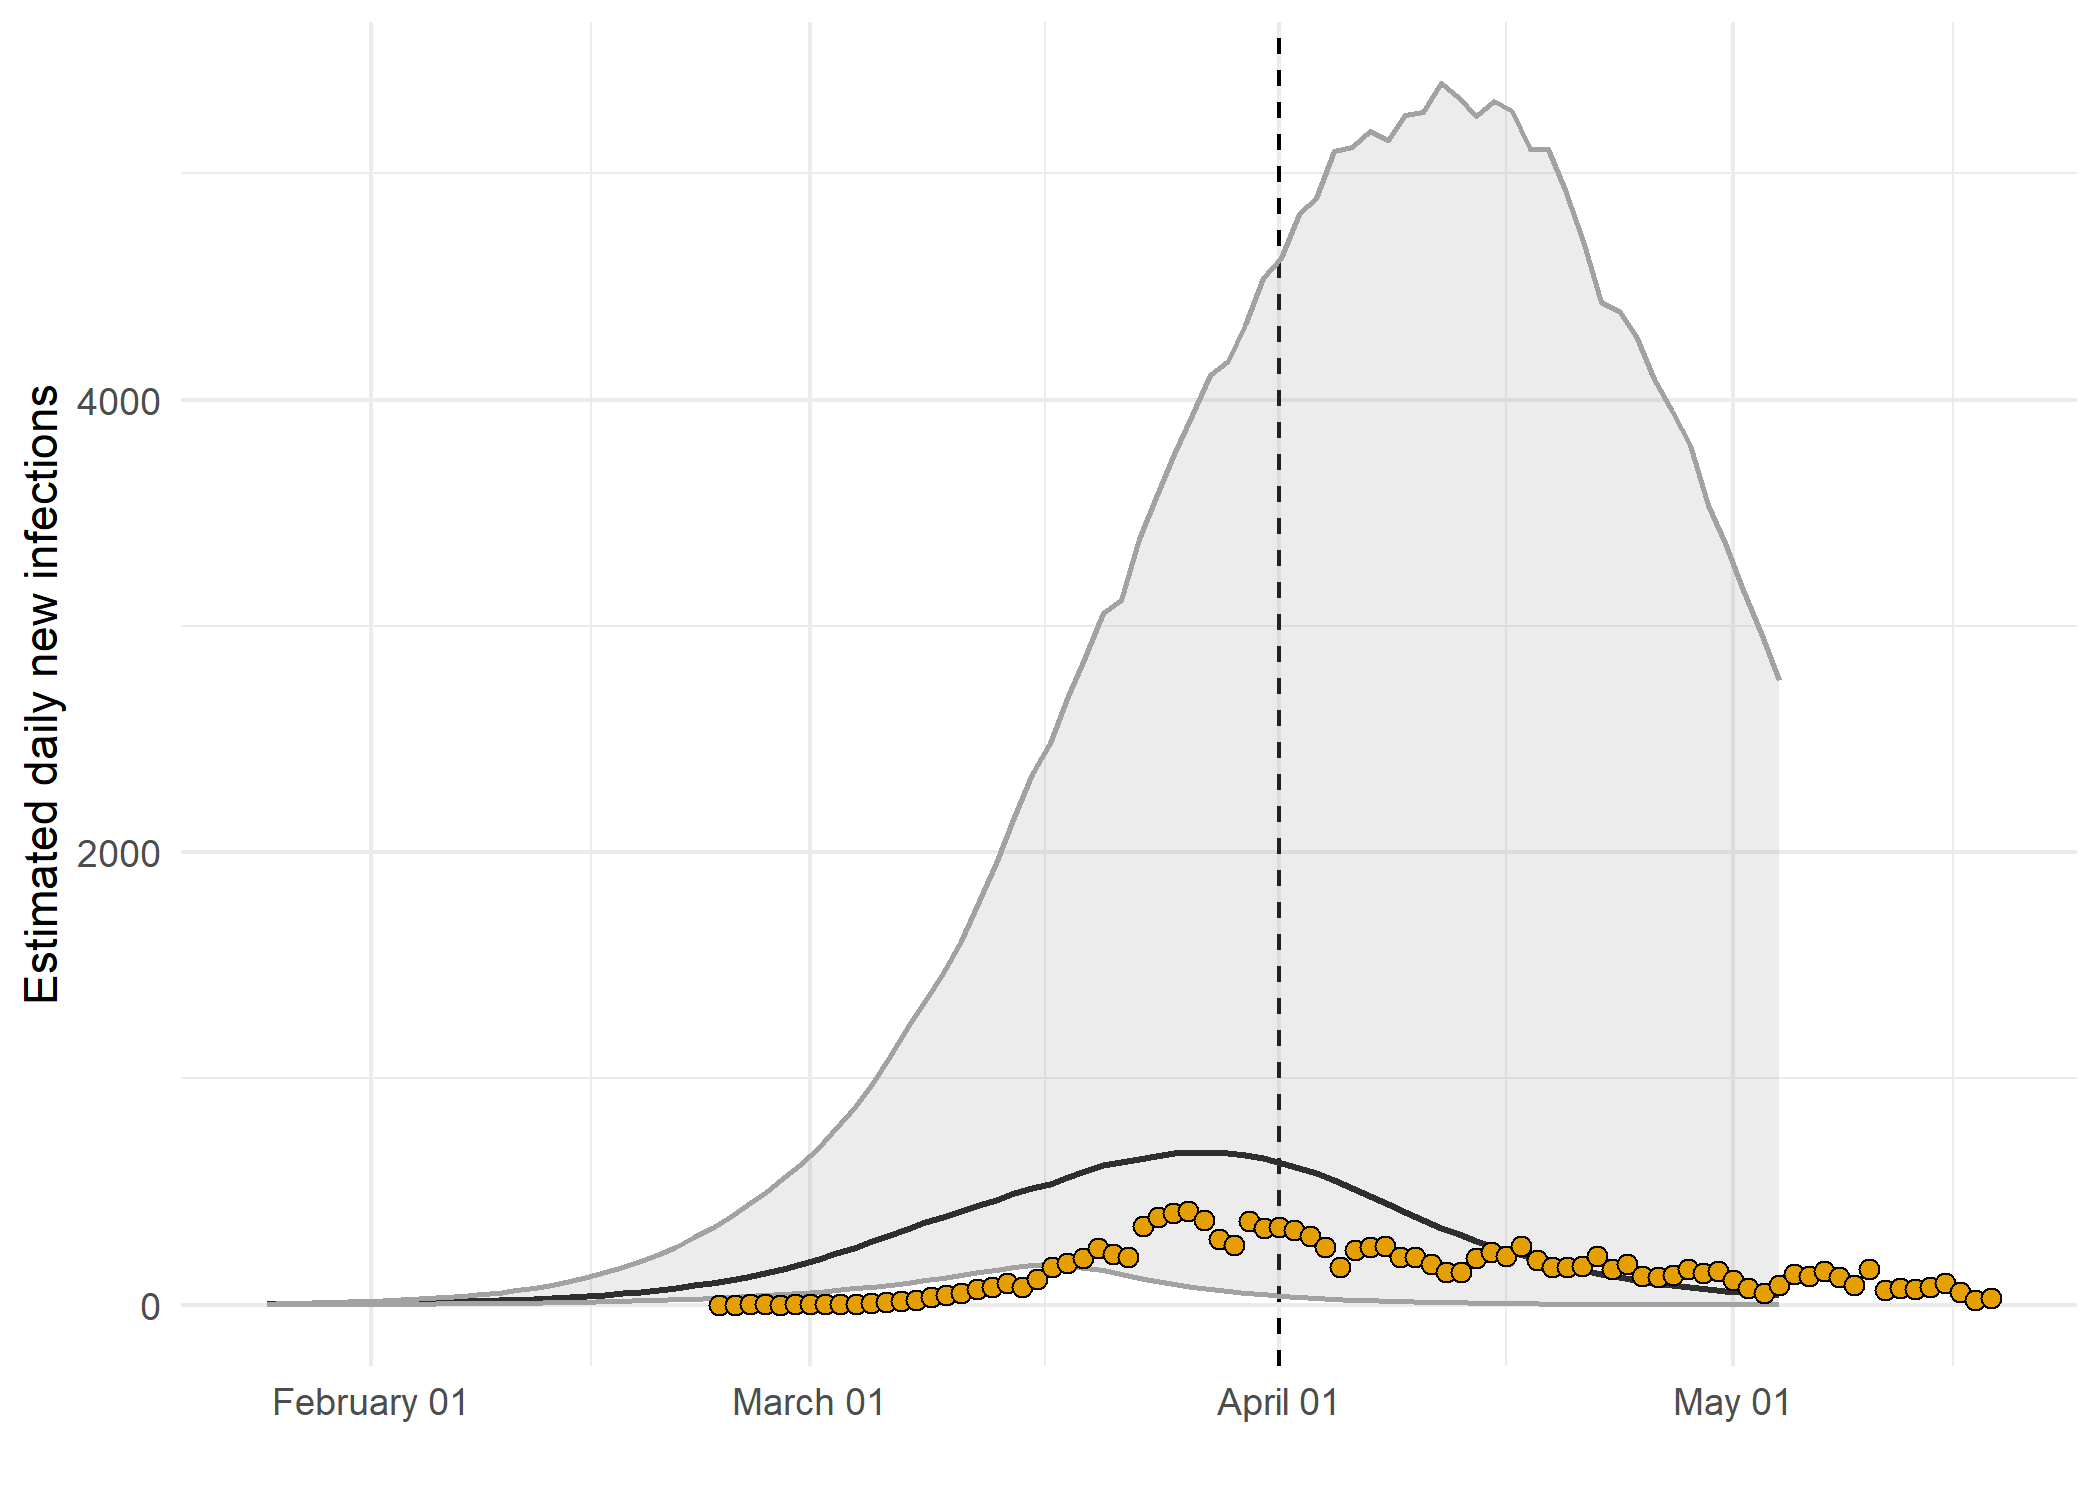 Estimated daily new infections
4000
2000
0
February 01
March 01
April 01
May 01